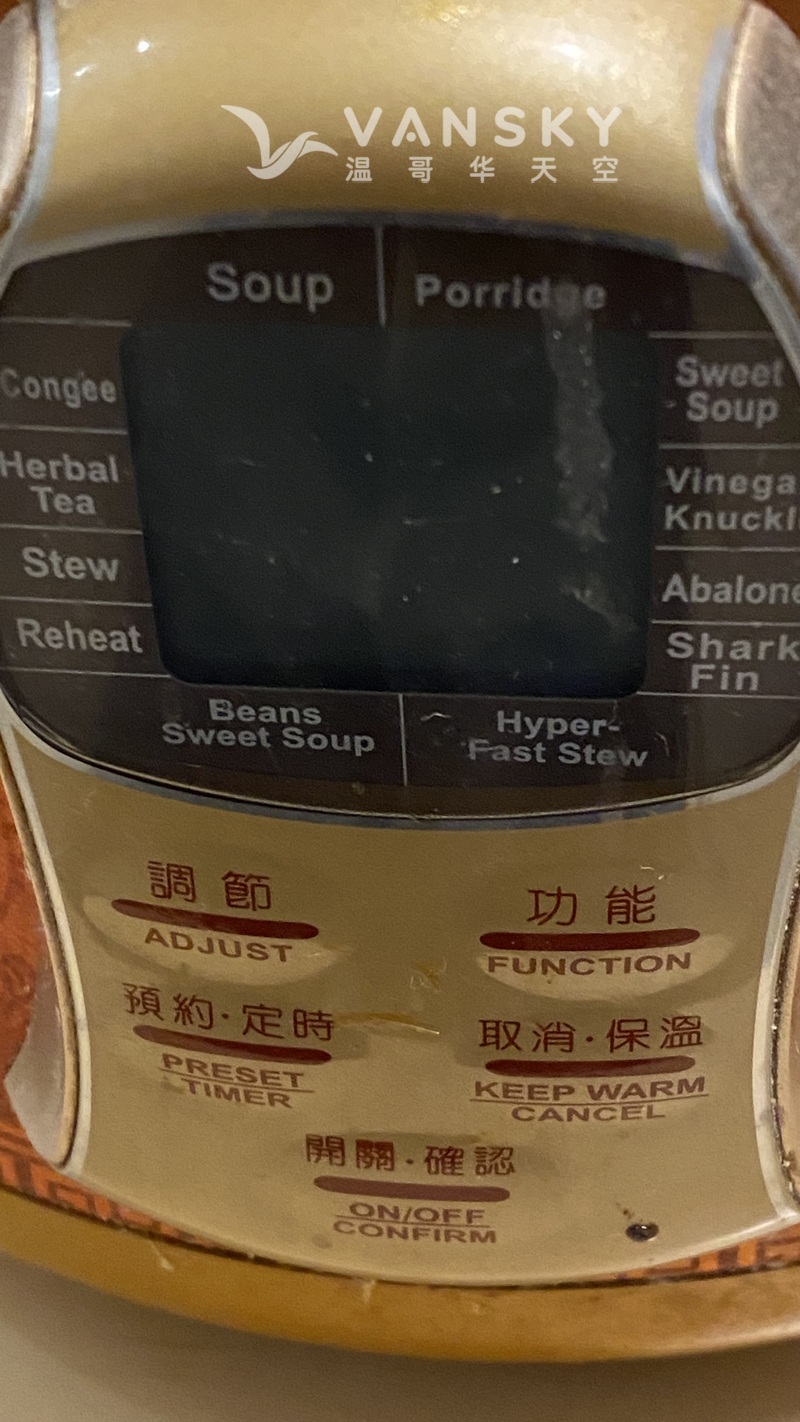 VANSKY
温哥华天空
Soup
Porridge
Congee
Sweet
Soup
Herbal
Tea
Vinega
Knuckl
Stew
Abalone
Reheat
Shark
Fin
Beans
Sweet Soup
Hyper-
Fast Stew
調節
ADJUST
功能
FUNCTION
預約·定時
PRESET
TIMER
取消·保溫
KEEP WARM
CANCEL
開關·確認
ON/OFF
CONFIRM